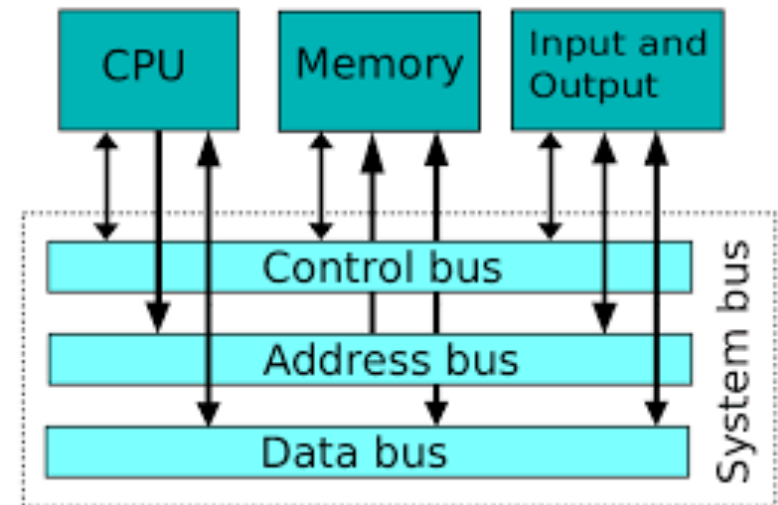 CPU
Memory
Input and
Output
Control bus
Address bus
Data bus
System bus